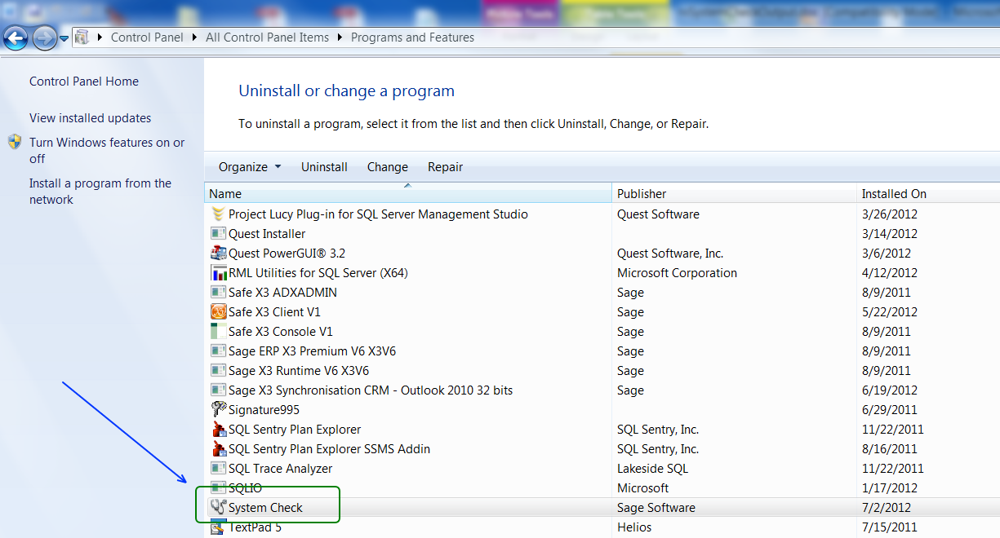 Control Panel ▸ All Control Panel Items ▸ Programs and Features
Control Panel Home
View installed updates
Turn Windows features on or
off
Install a program from the
network
Uninstall or change a program
To uninstall a program, select it from the list and then click Uninstall, Change, or Repair.
Organize Uninstall Change Repair
Name Publisher Installed On
Project Lucy Plug-in for SQL Server Management Studio Quest Software 3/26/2012
Quest Installer 3/14/2012
Quest PowerGUI® 3.2 Quest Software, Inc. 3/6/2012
RML Utilities for SQL Server (X64) Microsoft Corporation 4/12/2012
Safe X3 ADXADMIN Sage 8/9/2011
Safe X3 Client V1 Sage 5/22/2012
Safe X3 Console V1 Sage 8/9/2011
Sage ERP X3 Premium V6 X3V6 Sage 8/9/2011
Sage X3 Runtime V6 X3V6 Sage 8/9/2011
Sage X3 Synchronisation CRM - Outlook 2010 32 bits Sage 6/19/2012
Signature995 6/29/2011
SQL Sentry Plan Explorer SQL Sentry, Inc. 11/22/2011
SQL Sentry Plan Explorer SSMS Addin SQL Sentry, Inc. 8/16/2011
SQL Trace Analyzer Lakeside SQL 11/22/2011
SQLIO Microsoft 1/17/2012
System Check Sage Software 7/2/2012
TextPad 5 Helios 7/15/2011